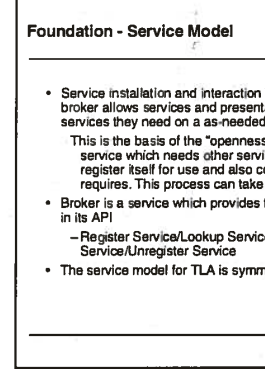 Foundation - Service Model
• Service installation and interaction
broker allows services and present
services they need on a as-needed
This is the basis of the "openness
service which needs other servi
register itself for use and also c
requires. This process can take
• Broker is a service which provides
in its API
– Register Service/Lookup Servic
Service/Unregister Service
• The service model for TLA is symm